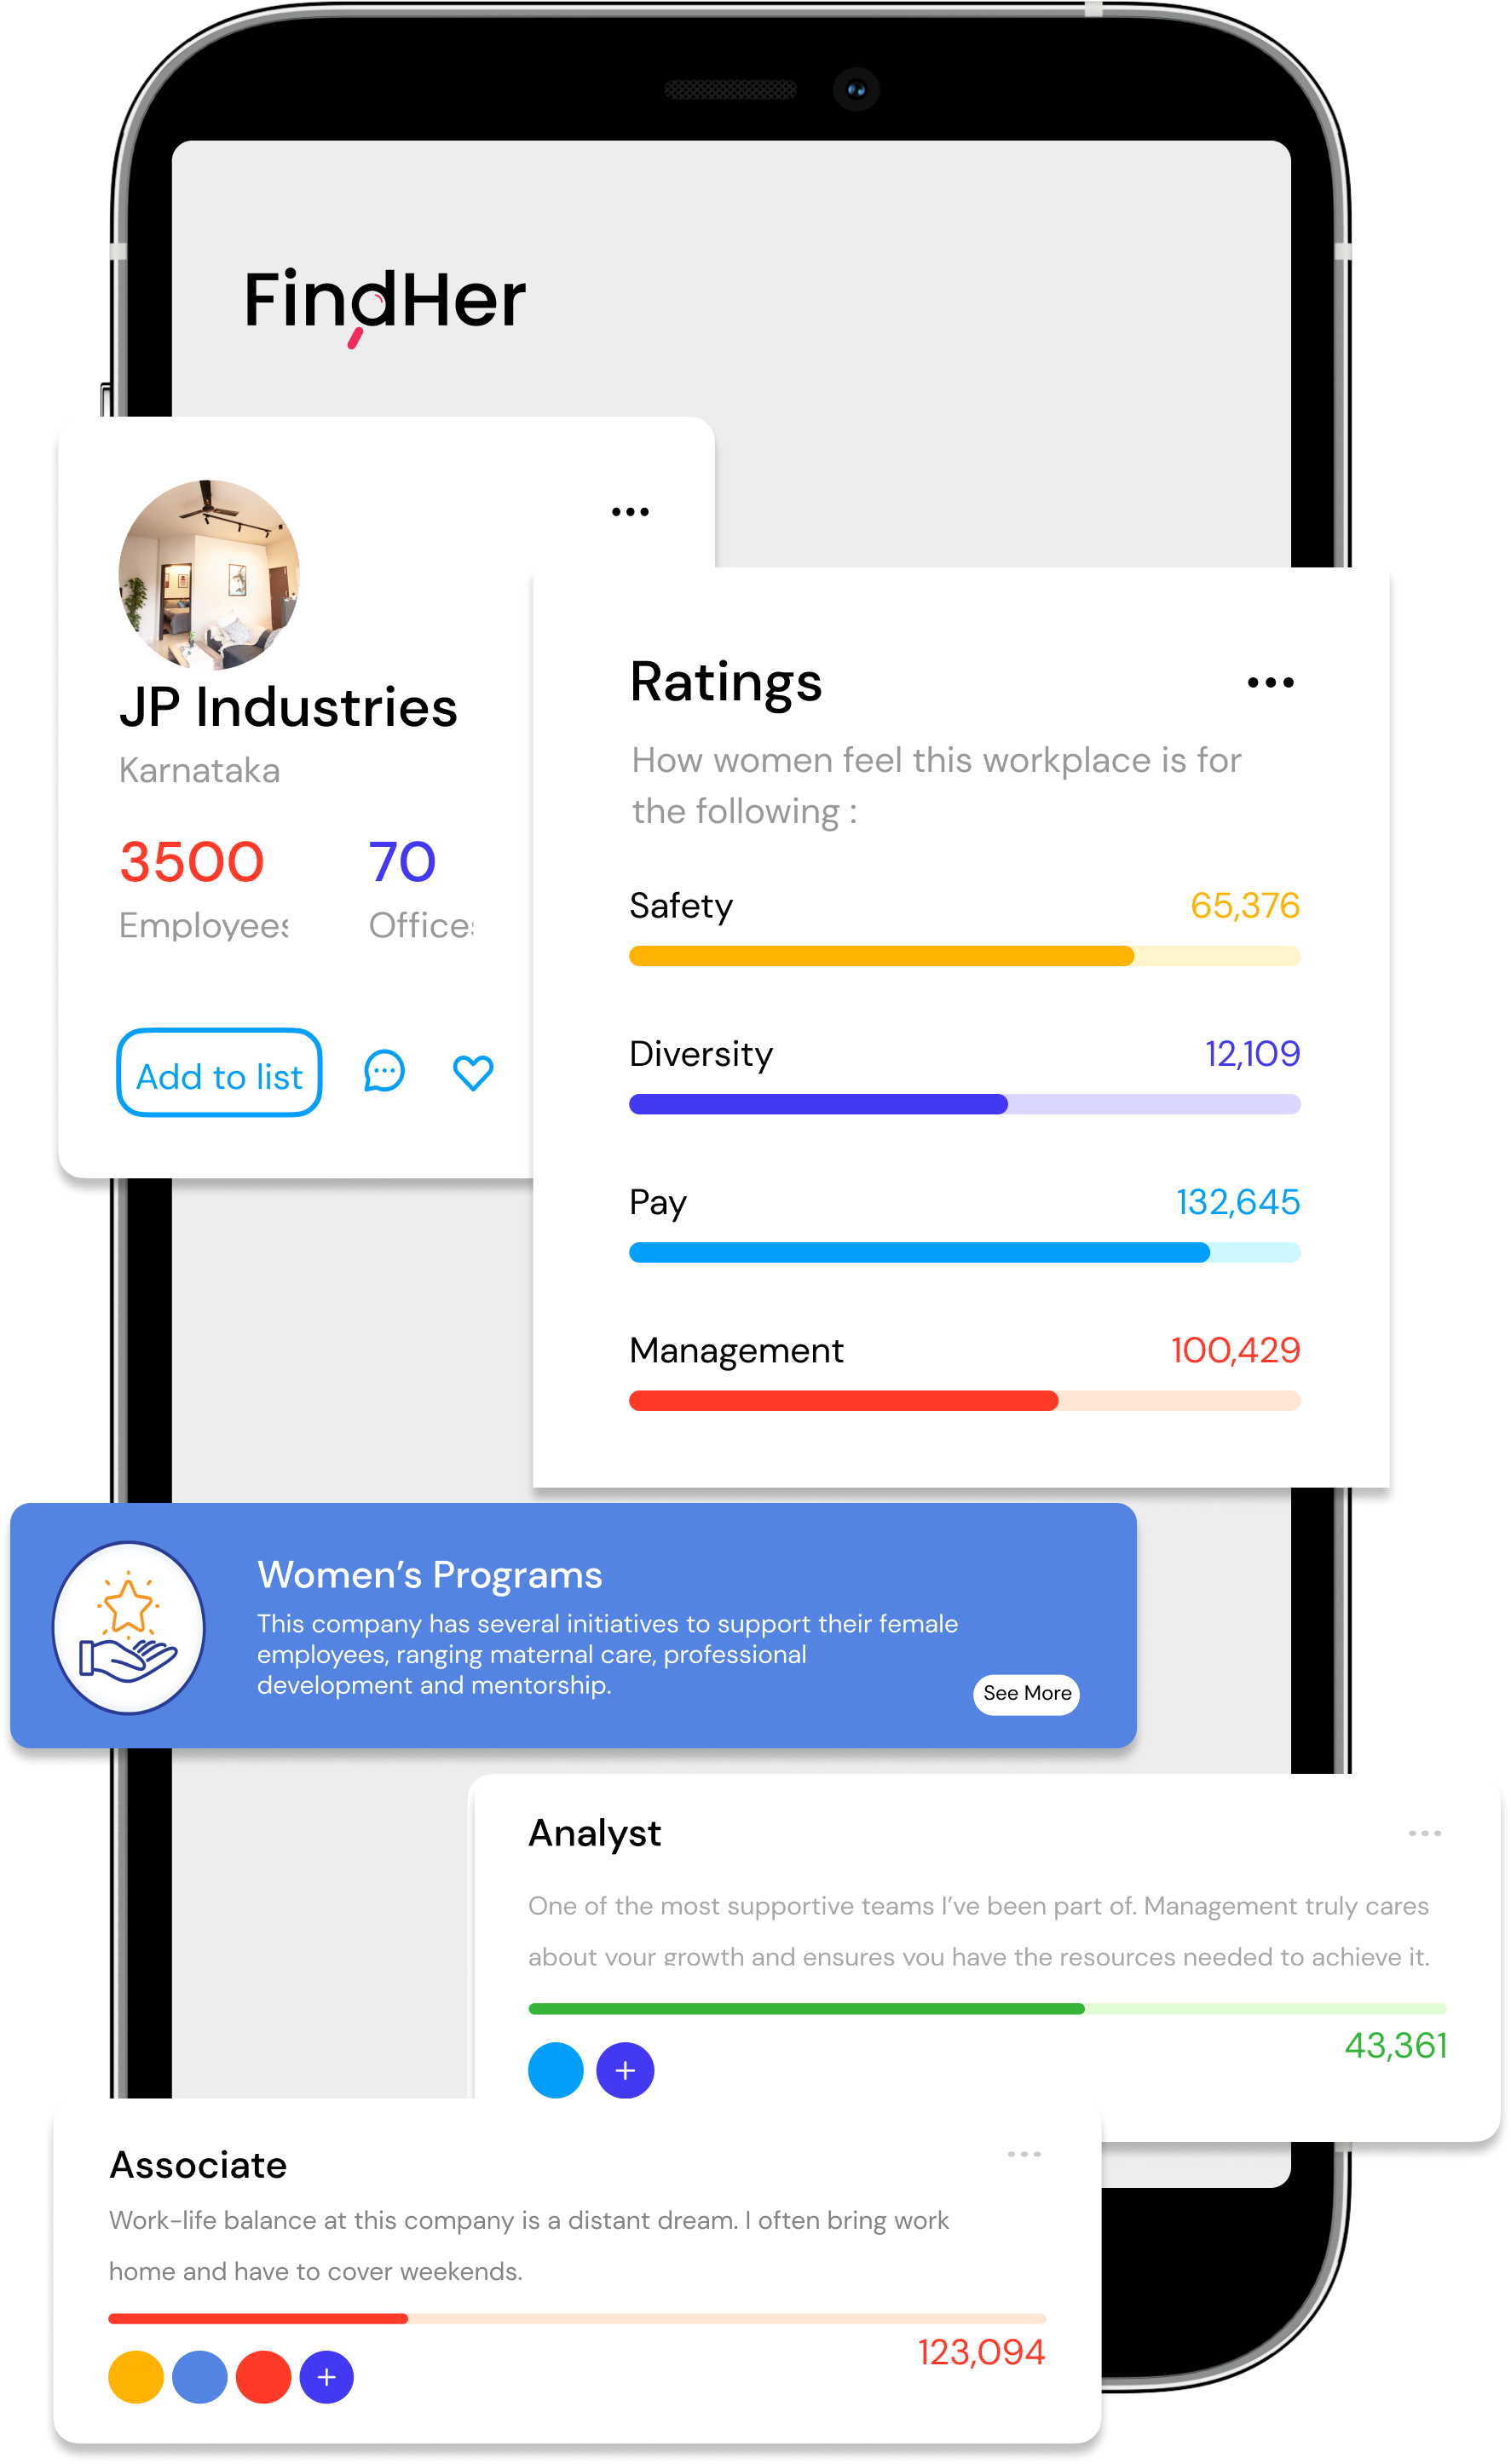 FindHer
JP Industries
Karnataka
3500
70
Employees
Offices
Add to list
Ratings
How women feel this workplace is for
the following :
Safety
65,376
Diversity
12,109
Pay
132,645
Management
100,429
Women’s Programs
This company has several initiatives to support their female
employees, ranging maternal care, professional
development and mentorship.
See More
Analyst
One of the most supportive teams I’ve been part of. Management truly cares
about your growth and ensures you have the resources needed to achieve it.
43,361
Associate
Work-life balance at this company is a distant dream. I often bring work
home and have to cover weekends.
123,094